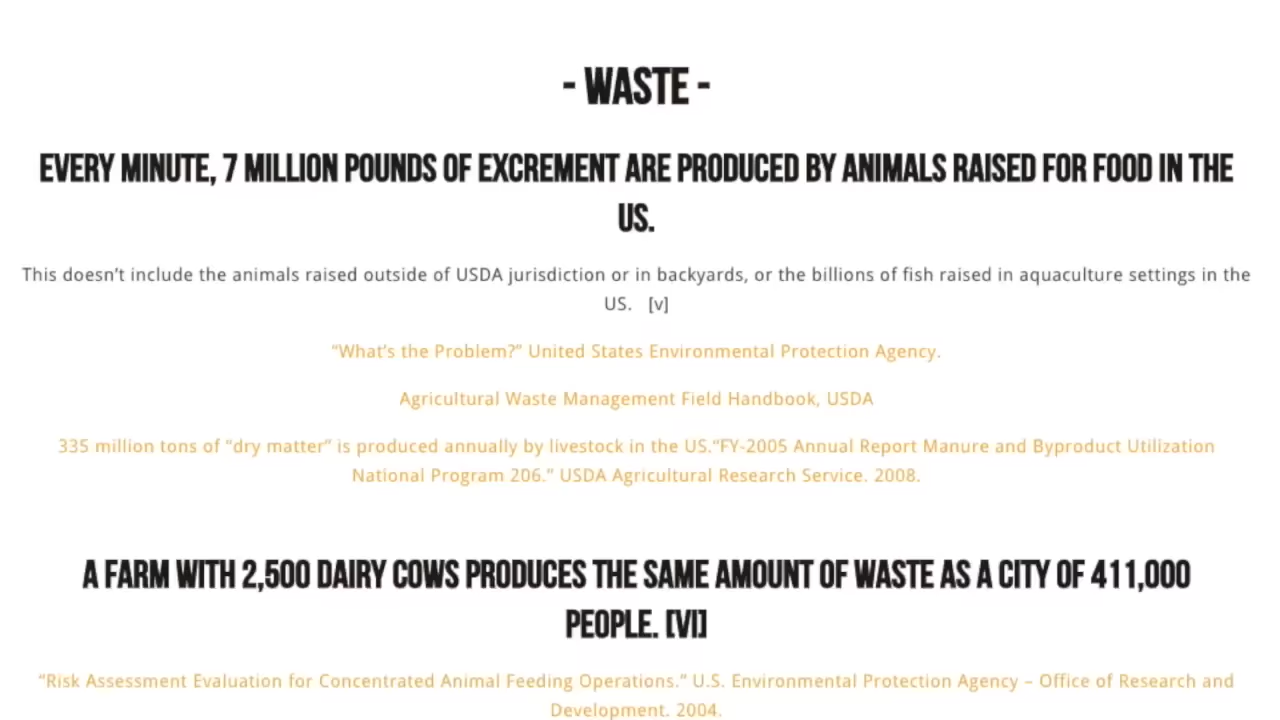 - WASTE -
EVERY MINUTE, 7 MILLION POUNDS OF EXCREMENT ARE PRODUCED BY ANIMALS RAISED FOR FOOD IN THE
US.
This doesn't include the animals raised outside of USDA jurisdiction or in backyards, or the billions of fish raised in aquaculture settings in the
US. [v]
“What's the Problem?” United States Environmental Protection Agency.
Agricultural Waste Management Field Handbook, USDA
335 million tons of “dry matter” is produced annually by livestock in the US.“FY-2005 Annual Report Manure and Byproduct Utilization
National Program 206.” USDA Agricultural Research Service. 2008.
A FARM WITH 2,500 DAIRY COWS PRODUCES THE SAME AMOUNT OF WASTE AS A CITY OF 411,000
PEOPLE. [VI]
“Risk Assessment Evaluation for Concentrated Animal Feeding Operations.” U.S. Environmental Protection Agency – Office of Research and
Development. 2004.